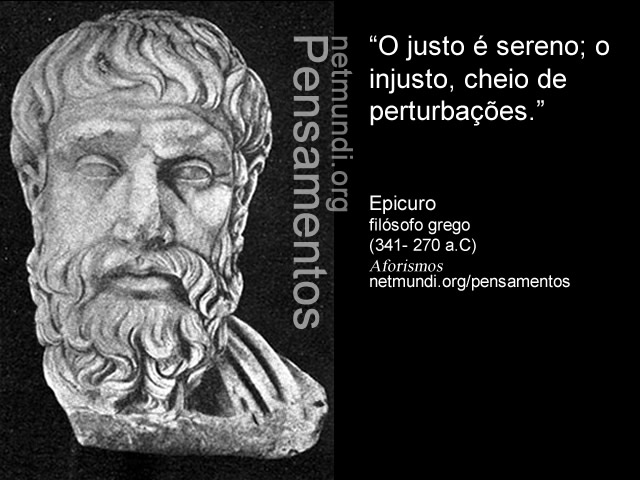 “O justo é sereno; o
injusto, cheio de
perturbações.”
Epicuro
filósofo grego
(341- 270 a.C)
Aforismos
netmundi.org/pensamentos
netmundi.org
Pensamentos